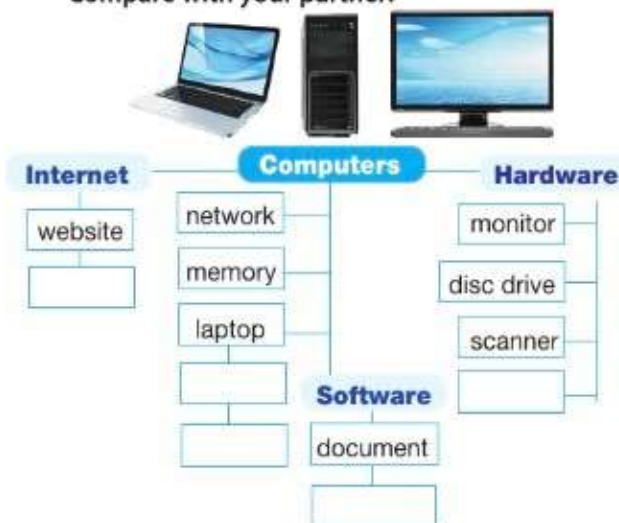 Compare with your partner.
Computers
Internet
website
network
memory
laptop
Software
document
Hardware
monitor
disc drive
scanner